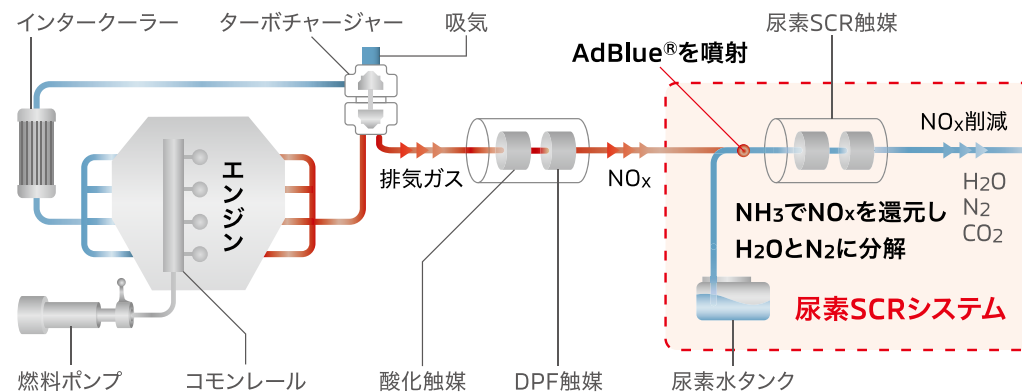 インタークーラー
ターボチャージャー
吸気
尿素SCR触媒
AdBlue®を噴射
NOx削減
エンジン
排気ガス
NOx
H2O
N2
CO2
NH3でNOxを還元し
H2OとN2に分解
尿素SCRシステム
燃料ポンプ
コモンレール
酸化触媒
DPF触媒
尿素水タンク